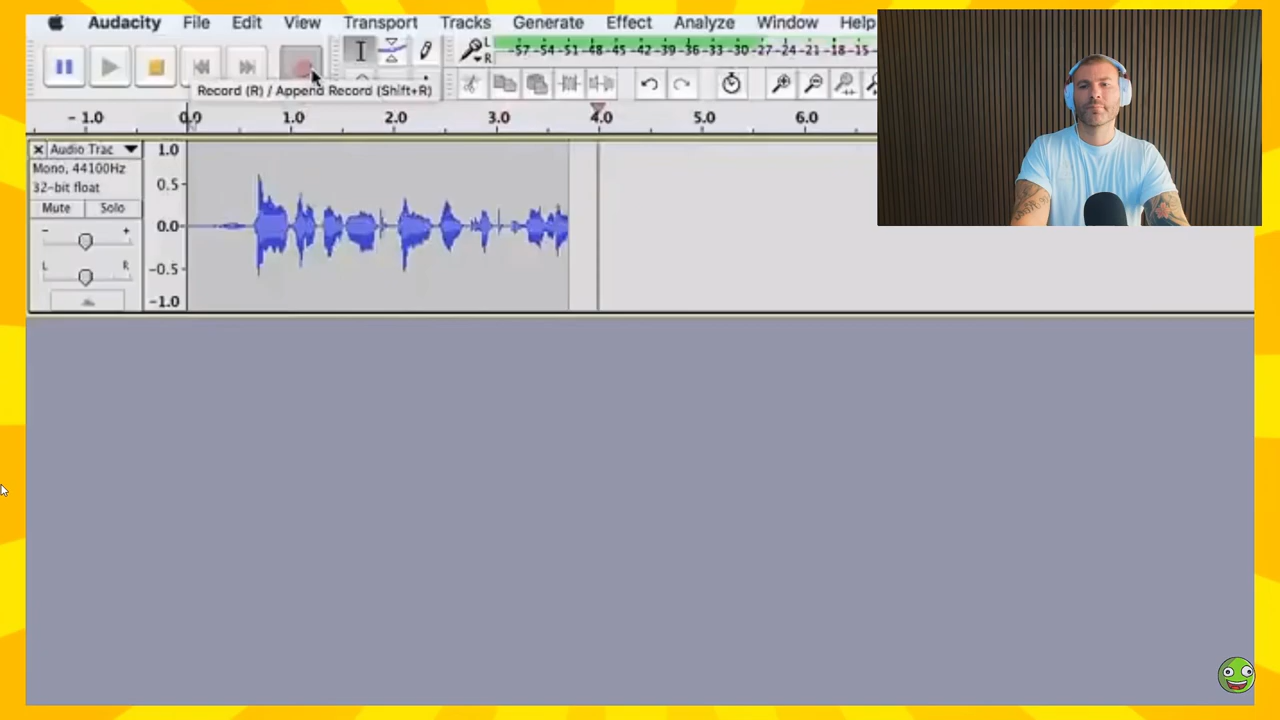 Audacity File Edit View Transport Tracks Generate Effect Analyze Window Help
L
R
-57 -54 -51 -48 -45 -42 -39 -36 -33 -30 -27 -24 -21 -18 -15
Record (R) / Append Record (Shift+R)
- 1.0 0.0 1.0 2.0 3.0 4.0 5.0 6.0
Audio Trac
Mono, 44100Hz
32-bit float
Mute Solo
- +
L R
1.0
0.5
0.0
-0.5
-1.0